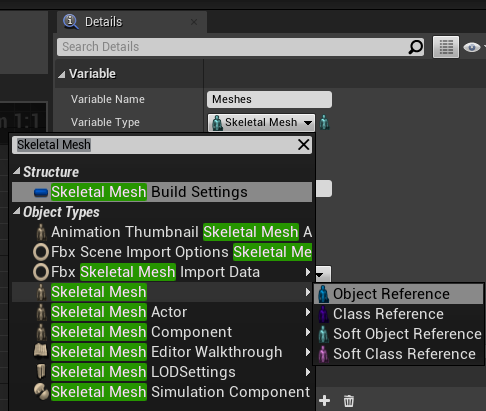 Details
Search Details
Variable
Variable Name
Meshes
m 1:1
Variable Type
Skeletal Mesh
Skeletal Mesh
Structure
Skeletal Mesh Build Settings
Object Types
Animation Thumbnail Skeletal Mesh A
Fbx Scene Import Options Skeletal Me
Fbx Skeletal Mesh Import Data
Skeletal Mesh
Object Reference
Skeletal Mesh Actor
Class Reference
Skeletal Mesh Component
Soft Object Reference
Skeletal Mesh Editor Walkthrough
Soft Class Reference
Skeletal Mesh LODSettings
Skeletal Mesh Simulation Component